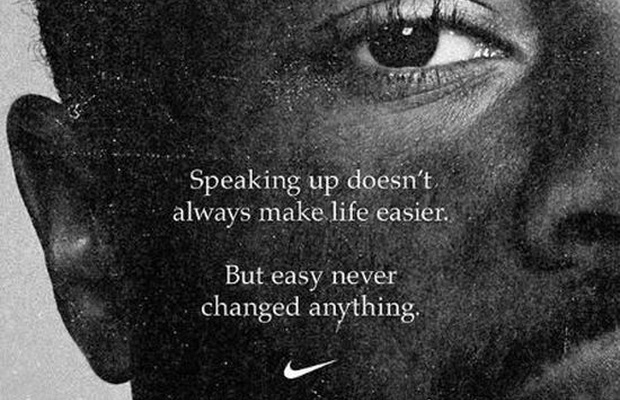 Speaking up doesn't
always make life easier.
But easy never
changed anything.